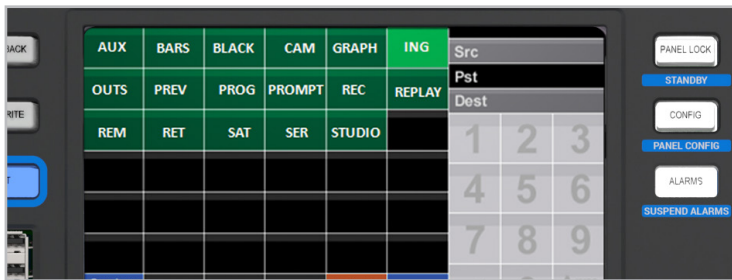 AUX BARS BLACK CAM GRAPH ING
OUTS PREV PROG PROMPT REC REPLAY
REM RET SAT SER STUDIO
Src
Pst
Dest
1 2 3
4 5 6
7 8 9
PANEL LOCK
STANDBY
CONFIG
PANEL CONFIG
ALARMS
SUSPEND ALARMS